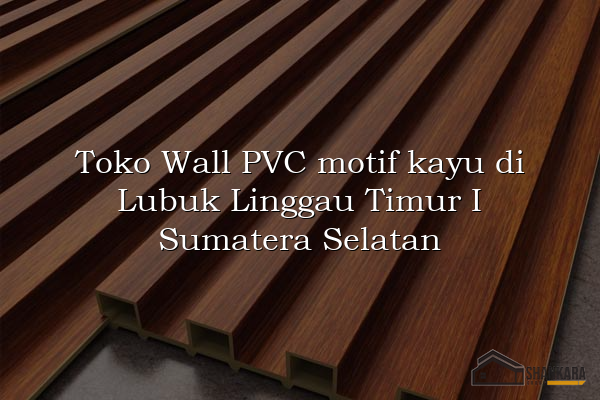 Toko Wall PVC motif kayu di
Lubuk Linggau Timur I
Sumatera Selatan